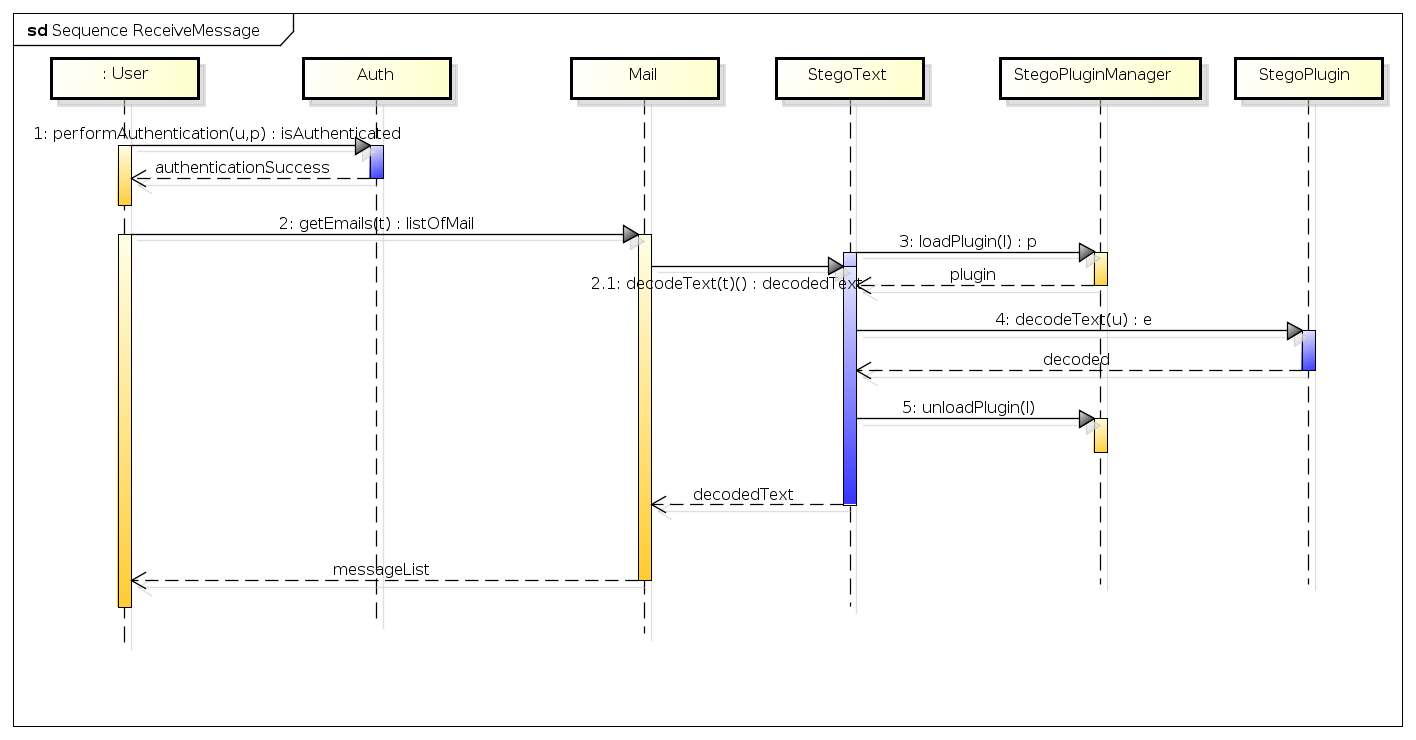 sd Sequence ReceiveMessage
: User
Auth
Mail
StegoText
StegoPluginManager
StegoPlugin
1: performAuthentication(u,p) : isAuthenticated
authenticationSuccess
2: getEmails(t) : listOfMail
3: loadPlugin(l) : p
plugin
2.1: decodeText(t)() : decodedText
4: decodeText(u) : e
decoded
5: unloadPlugin(l)
decodedText
messageList